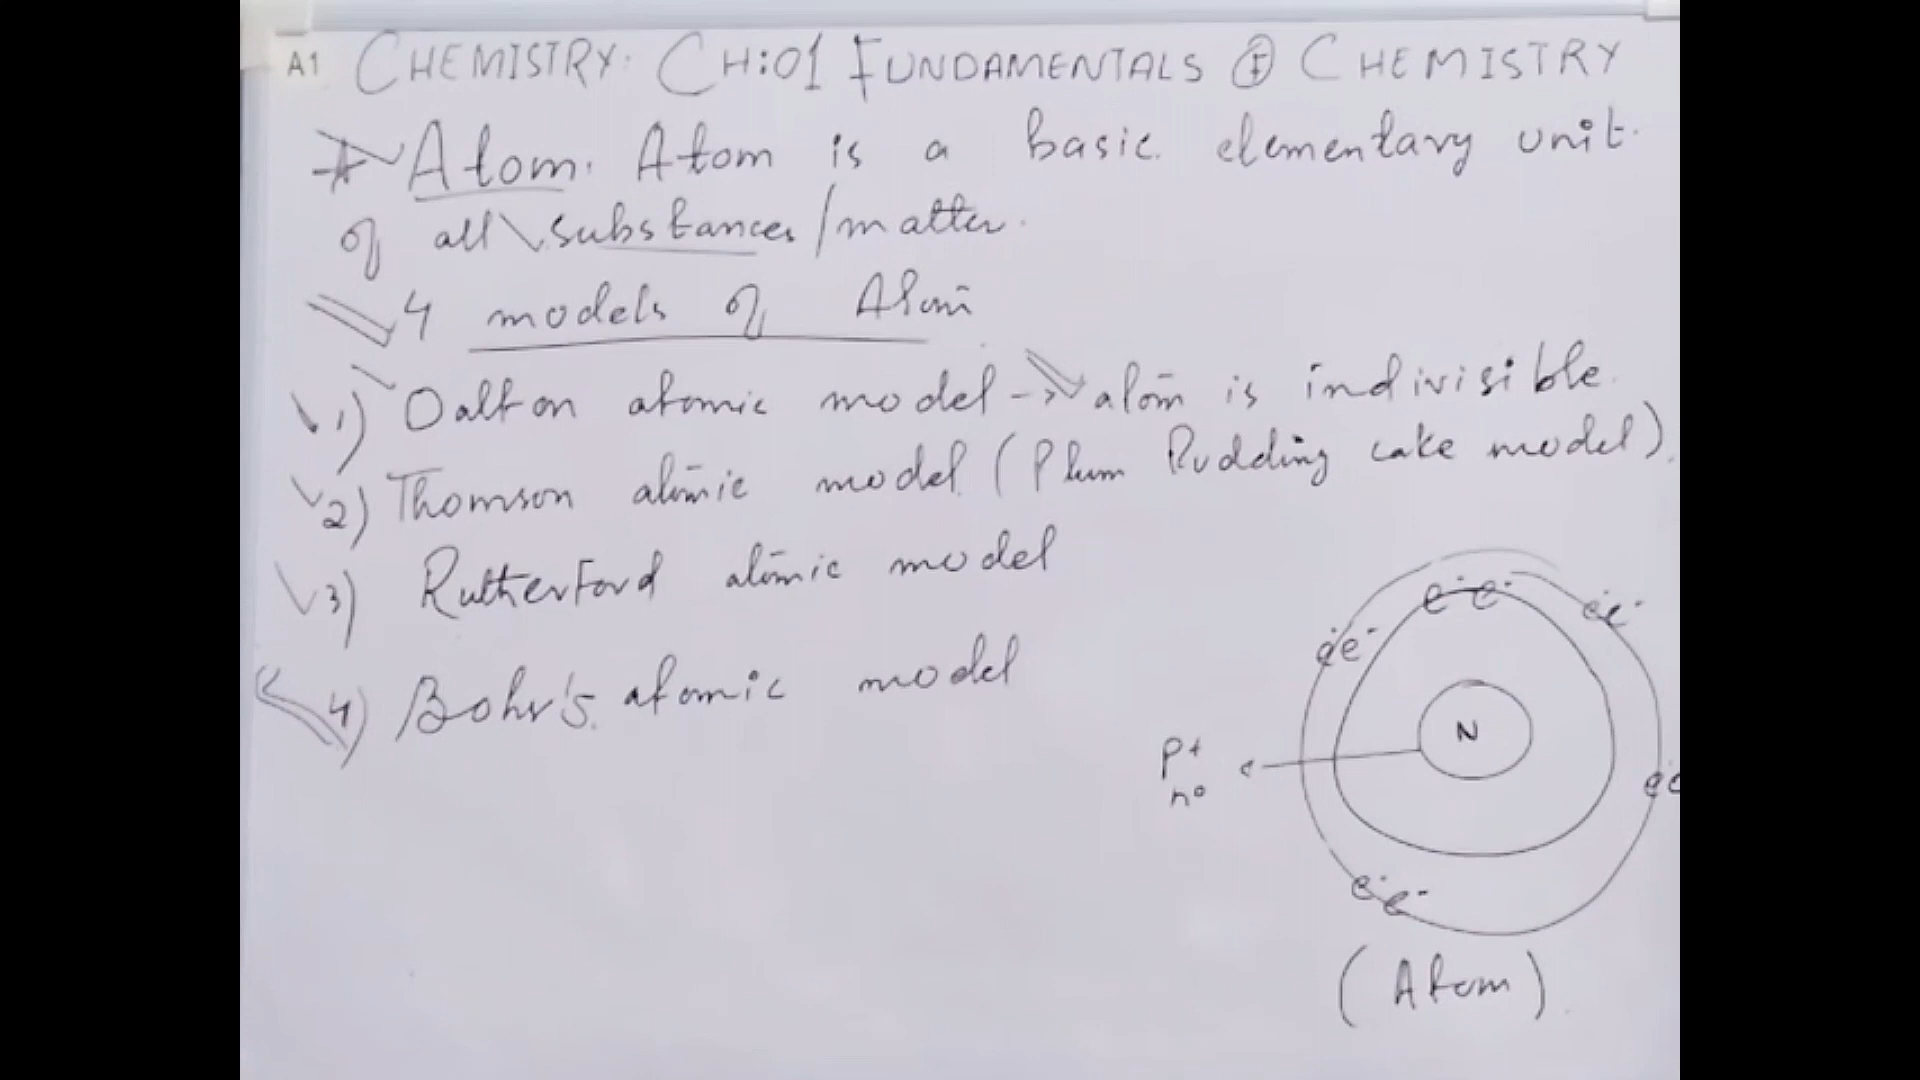 A1 CHEMISTRY: CH:01 FUNDAMENTALS OF CHEMISTRY
Atom. Atom is a basic elementary unit
of all substances/matter.
4 models of Atom
1) Dalton atomic model → atom is indivisible.
2) Thomson atomic model (Plum Pudding cake model).
3) Rutherford atomic model
4) Bohr's atomic model
e- e-
e- e-
e- e-
N
P+
n°
e- e
e- e-
(Atom)